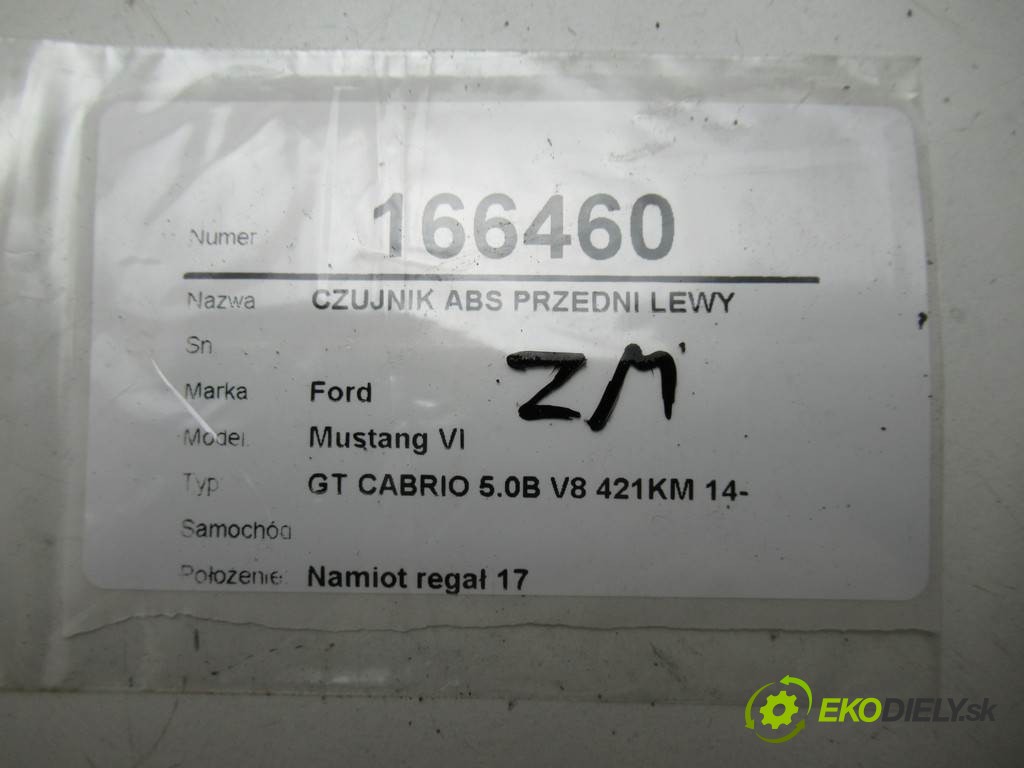 Numer 166460
Nazwa CZUJNIK ABS PRZEDNI LEWY
Sn
Marka Ford
Model Mustang VI
Typ GT CABRIO 5.0B V8 421KM 14-
Samochód
Położenie Namiot regał 17
ZM
EKODIELY.sk